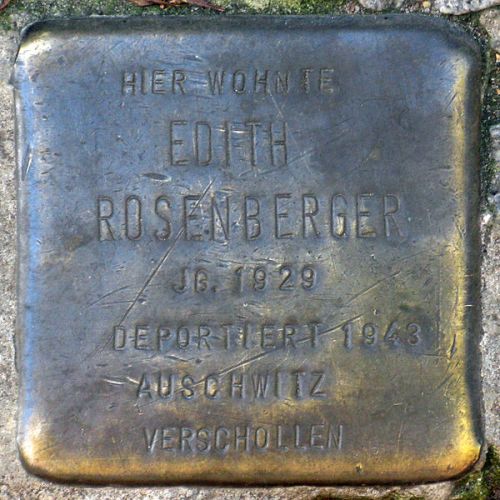 HIER WOHNTE
EDITH
ROSENBERGER
JG. 1929
DEPORTIERT 1943
AUSCHWITZ
VERSCHOLLEN